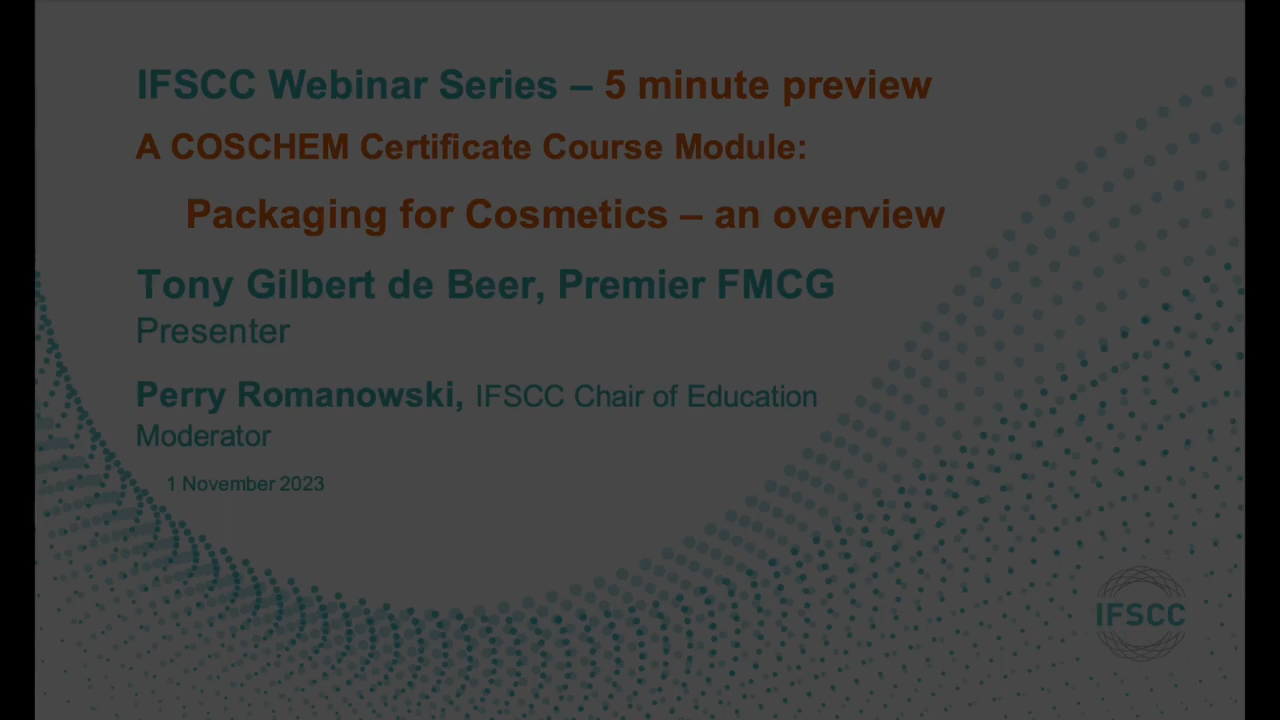 IFSCC Webinar Series – 5 minute preview
A COSCHEM Certificate Course Module:
Packaging for Cosmetics – an overview
Tony Gilbert de Beer, Premier FMCG
Presenter
Perry Romanowski, IFSCC Chair of Education
Moderator
1 November 2023
IFSCC